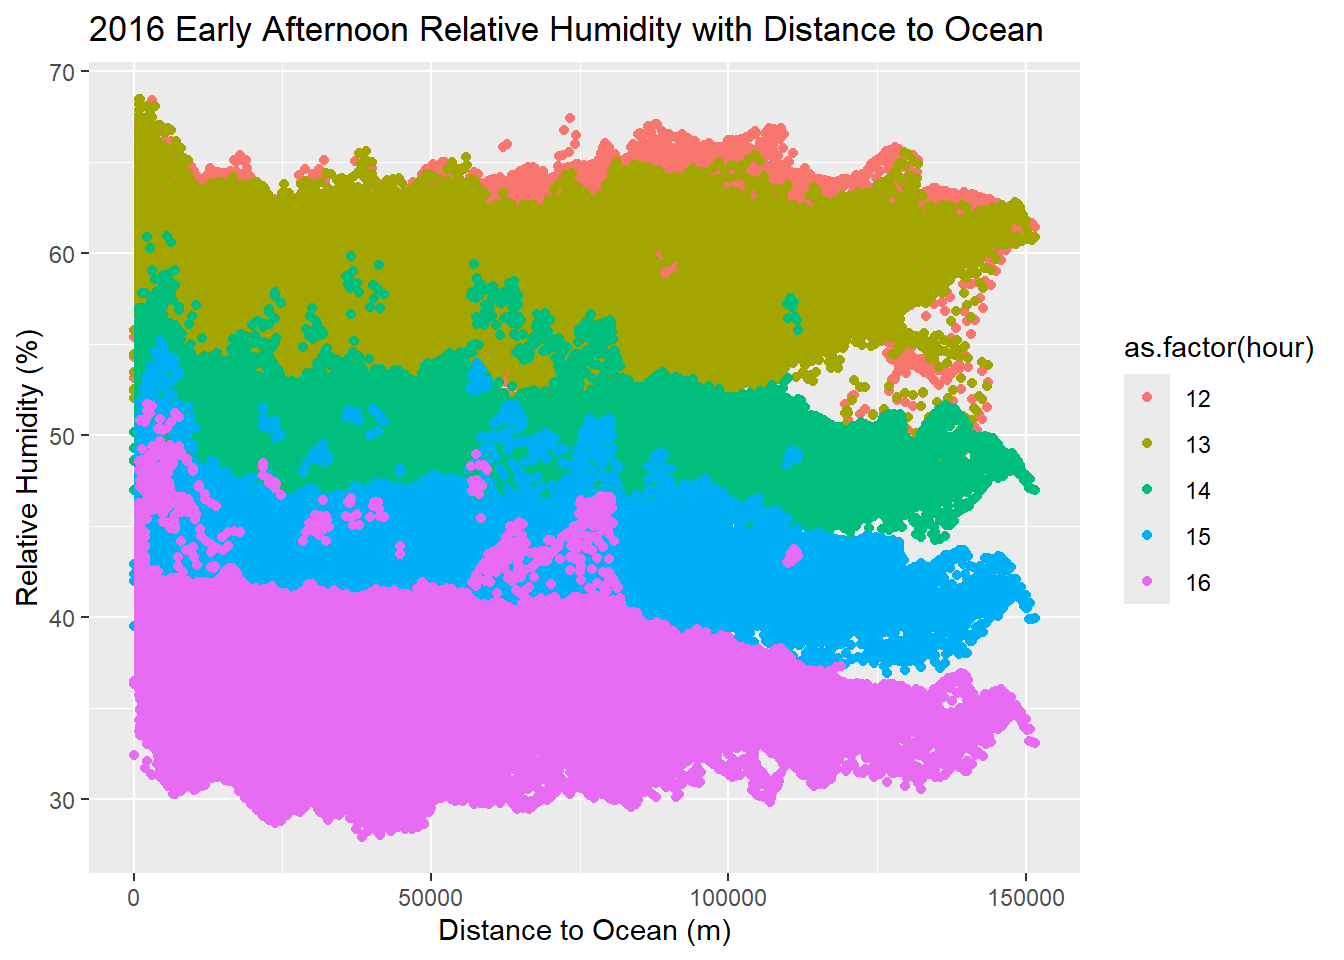 2016 Early Afternoon Relative Humidity with Distance to Ocean
70
60
50
40
30
Relative Humidity (%)
0 50000 100000 150000
Distance to Ocean (m)
as.factor(hour)
12
13
14
15
16